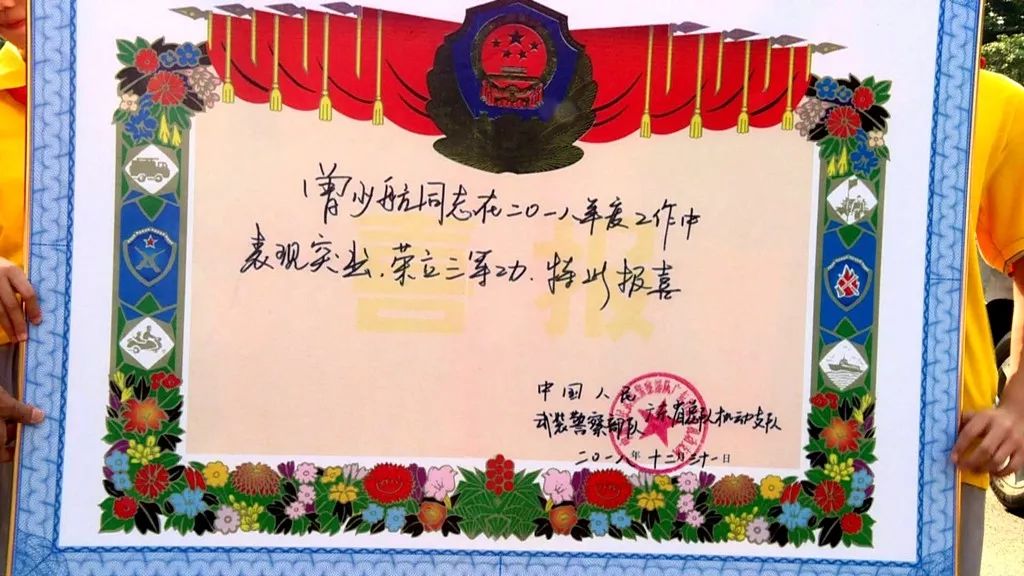 喜报
曾少航同志在二〇一八年度工作中
表现突出,荣立三等功.特此报喜
中国人民
武装警察部队广东省总队机动支队
二〇一八年十二月三十一日